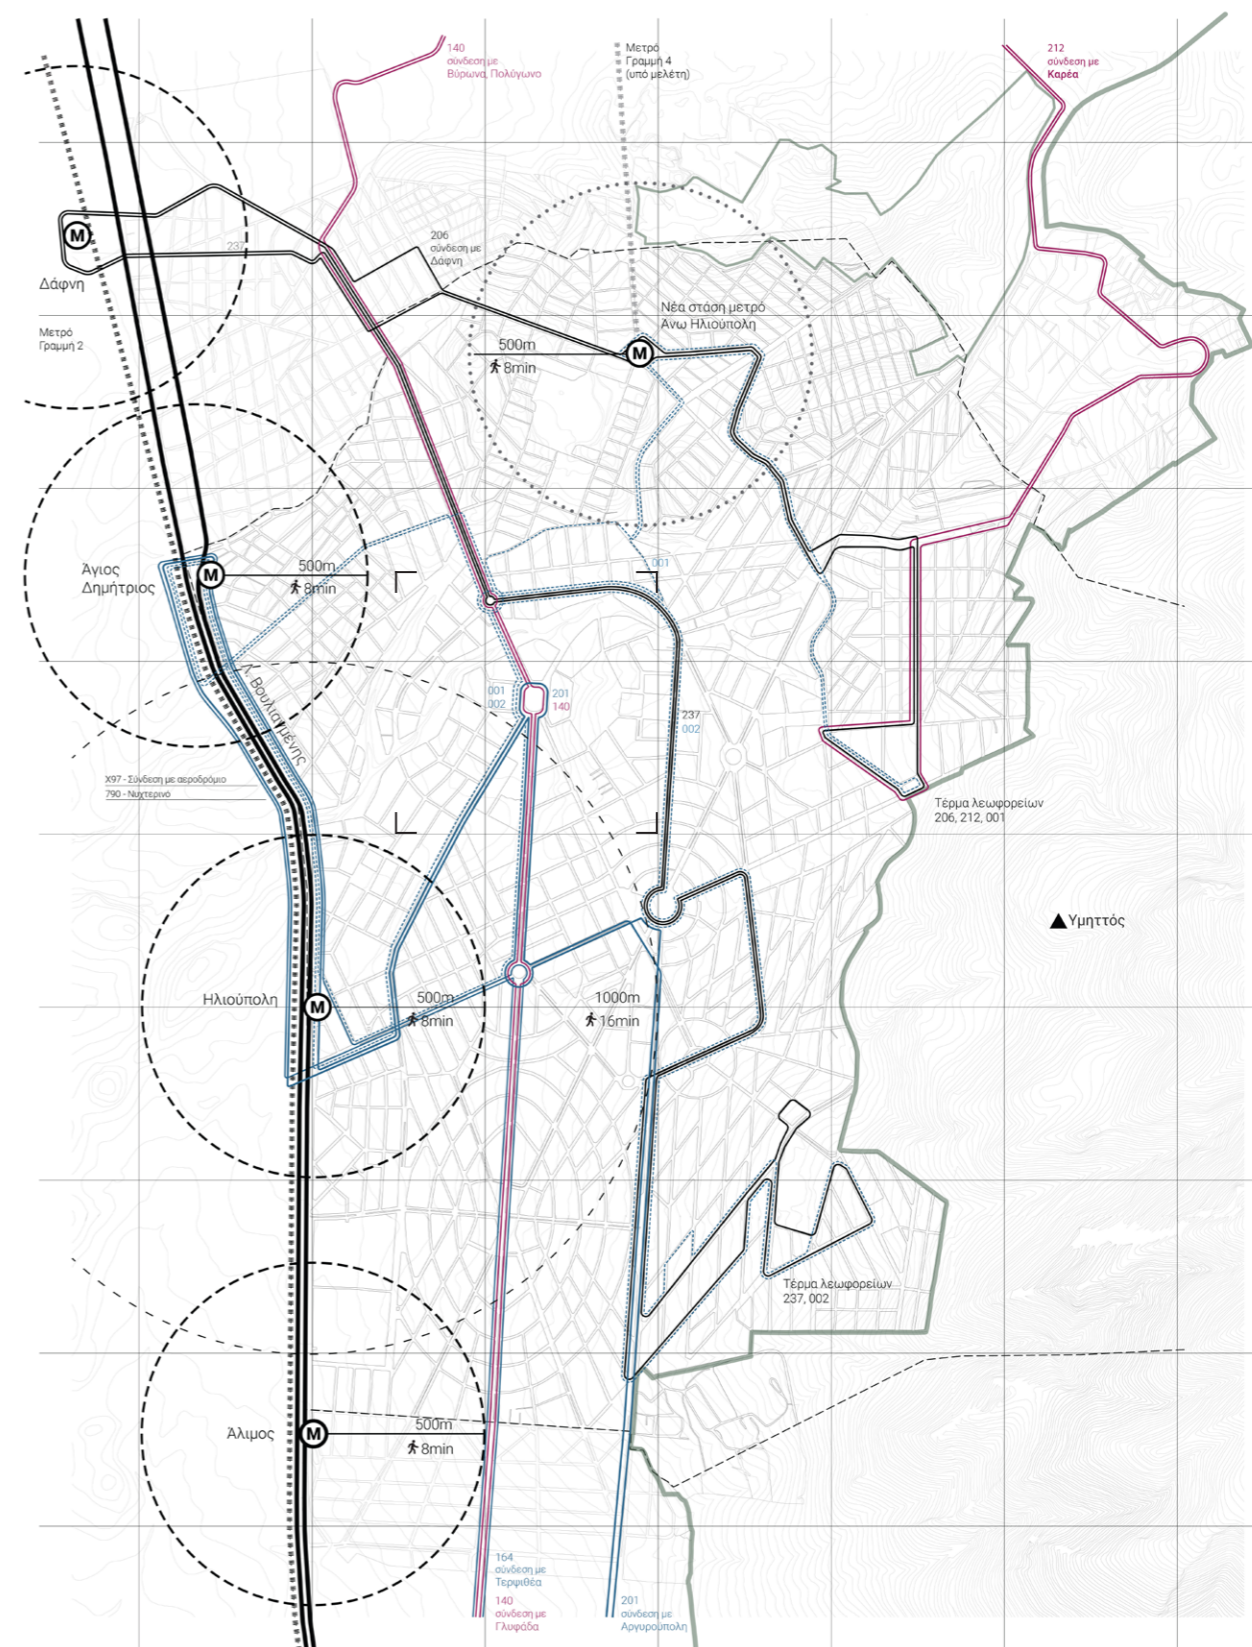 140
σύνδεση με
Βύρωνα, Πολύγωνο
Μετρό
Γραμμή 4
(υπό μελέτη)
212
σύνδεση με
Καρέα
M
237
206
σύνδεση με
Δάφνη
Δάφνη
Μετρό
Γραμμή 2
Νέα στάση μετρό
Άνω Ηλιούπολη
500m
8min
M
Άγιος
Δημήτριος
M
500m
8min
001
Λ. Βουλιαγμένης
001
002
201
140
237
002
X97 - Σύνδεση με αεροδρόμιο
790 - Νυχτερινό
Τέρμα λεωφορείων
206, 212, 001
Υμηττός
Ηλιούπολη
M
500m
8min
1000m
16min
Τέρμα λεωφορείων
237, 002
Άλιμος
M
500m
8min
164
σύνδεση με
Τερψιθέα
140
σύνδεση με
Γλυφάδα
201
σύνδεση με
Αργυρούπολη